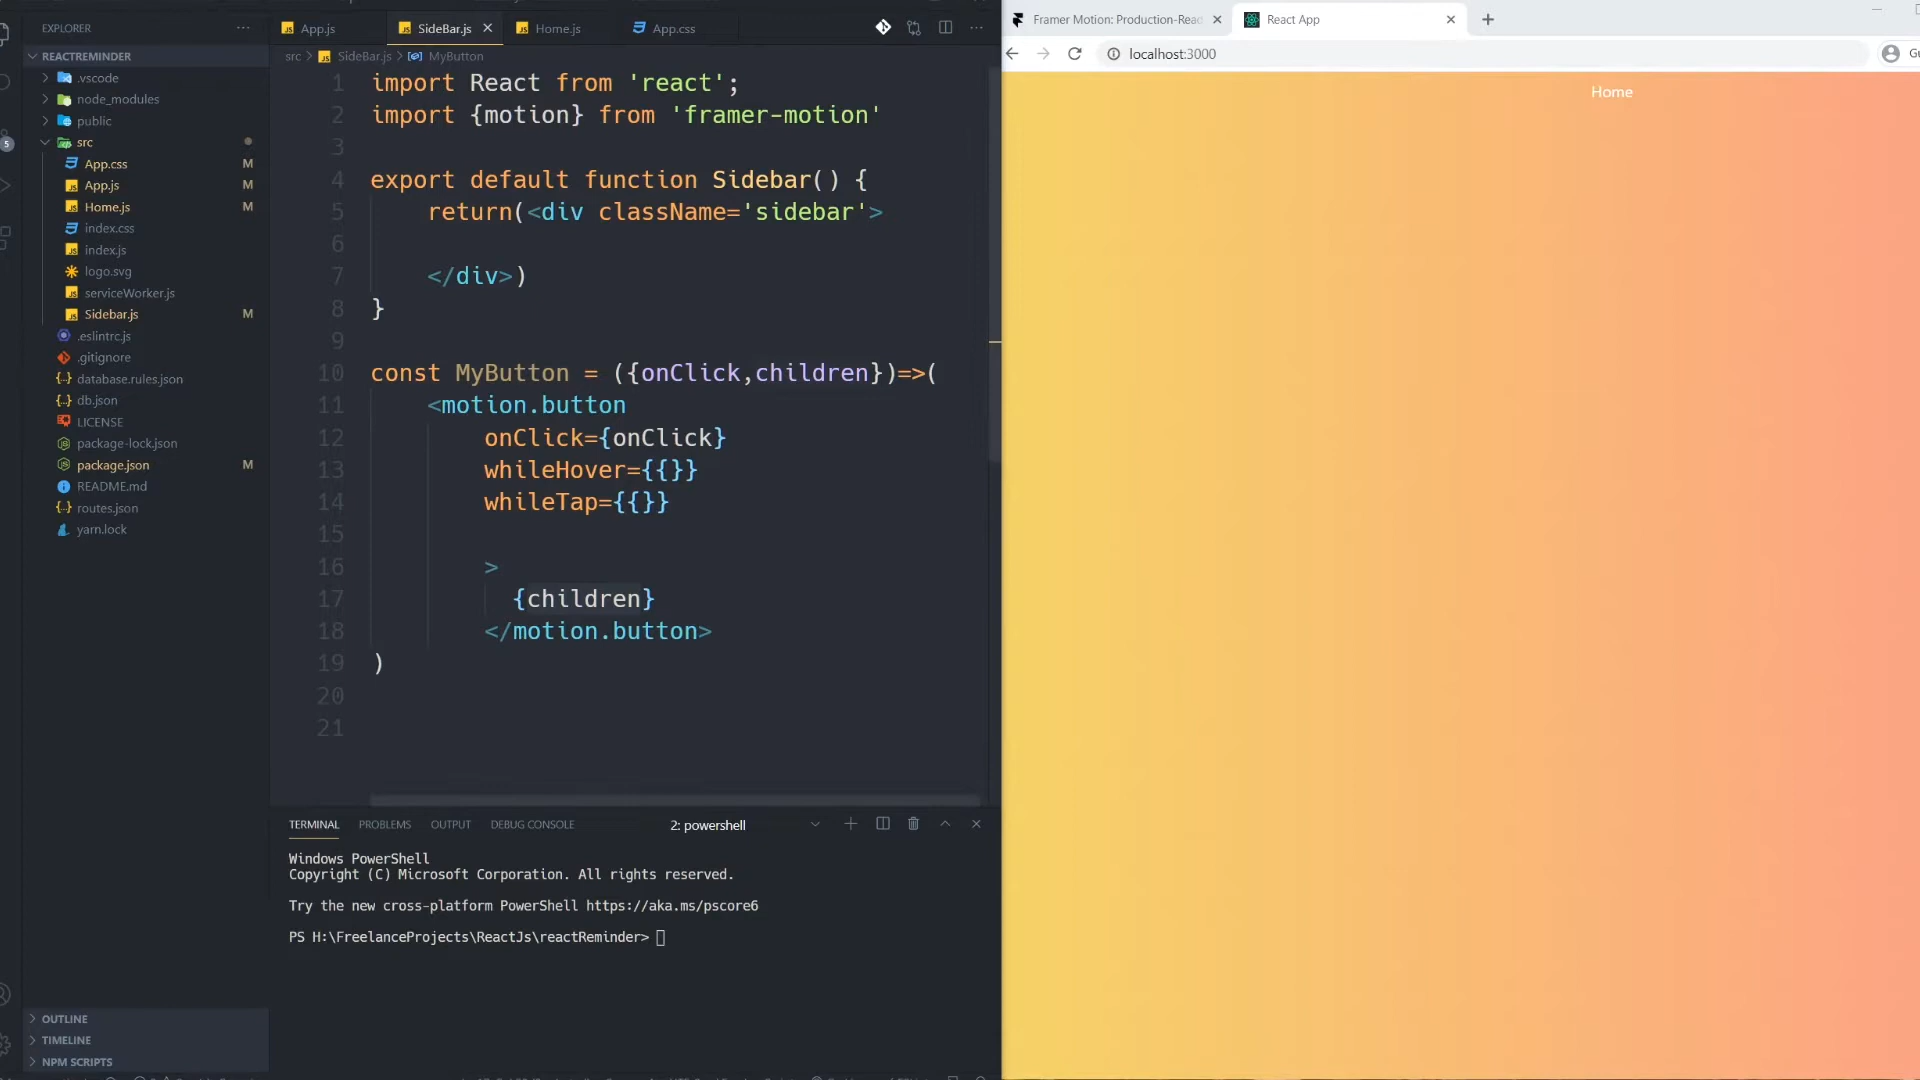 EXPLORER
REACTREMINDER
.vscode
node_modules
public
src
App.css M
App.js M
Home.js M
index.css
index.js
logo.svg
serviceWorker.js
Sidebar.js M
.eslintrc.js
.gitignore
database.rules.json
db.json
LICENSE
package-lock.json
package.json M
README.md
routes.json
yarn.lock
OUTLINE
TIMELINE
NPM SCRIPTS
5
App.js SideBar.js Home.js App.css
src > SideBar.js > MyButton
1 import React from 'react';
2 import {motion} from 'framer-motion'
3
4 export default function Sidebar() {
5 return(<div className='sidebar'>
6
7 </div>)
8 }
9
10 const MyButton = ({onClick,children})=>(
11 <motion.button
12 onClick={onClick}
13 whileHover={{}}
14 whileTap={{}}
15
16 >
17 {children}
18 </motion.button>
19 )
20
21
TERMINAL PROBLEMS OUTPUT DEBUG CONSOLE 2: powershell
Windows PowerShell
Copyright (C) Microsoft Corporation. All rights reserved.
Try the new cross-platform PowerShell https://aka.ms/pscore6
PS H:\FreelanceProjects\ReactJs\reactReminder>
Framer Motion: Production-Read React App
localhost:3000
Home